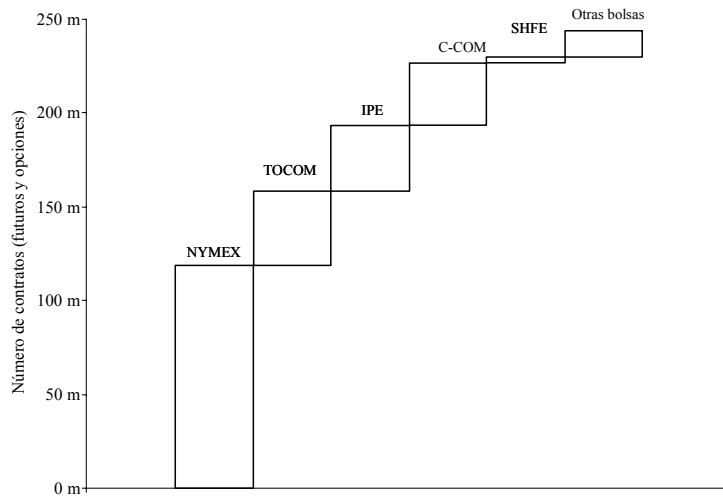 Número de contratos (futuros y opciones)
250 m
200 m
150 m
100 m
50 m
0 m
NYMEX
TOCOM
IPE
C-COM
SHFE
Otras bolsas